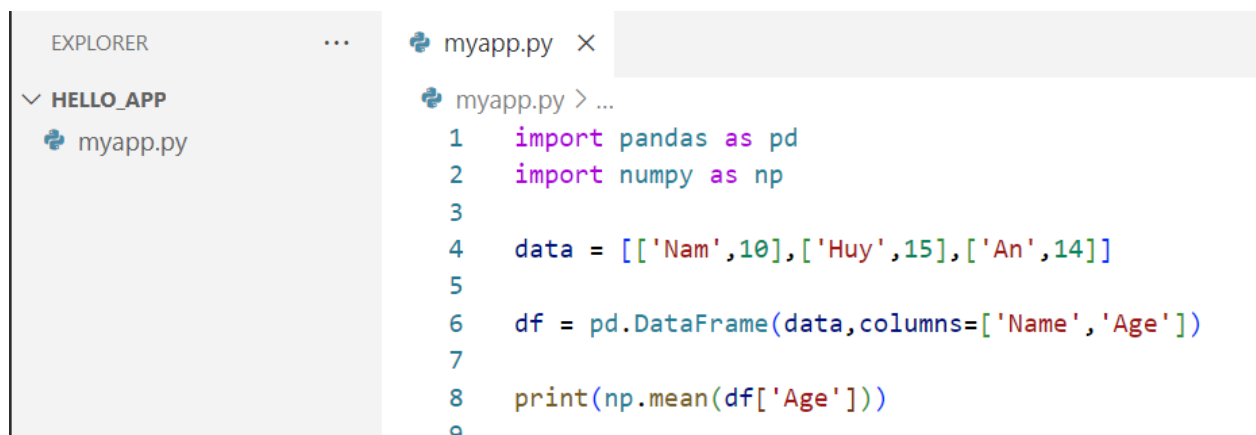 EXPLORER ...
HELLO_APP
myapp.py
myapp.py ×
myapp.py > ...
1 import pandas as pd
2 import numpy as np
3
4 data = [['Nam',10],['Huy',15],['An',14]]
5
6 df = pd.DataFrame(data,columns=['Name','Age'])
7
8 print(np.mean(df['Age']))
9